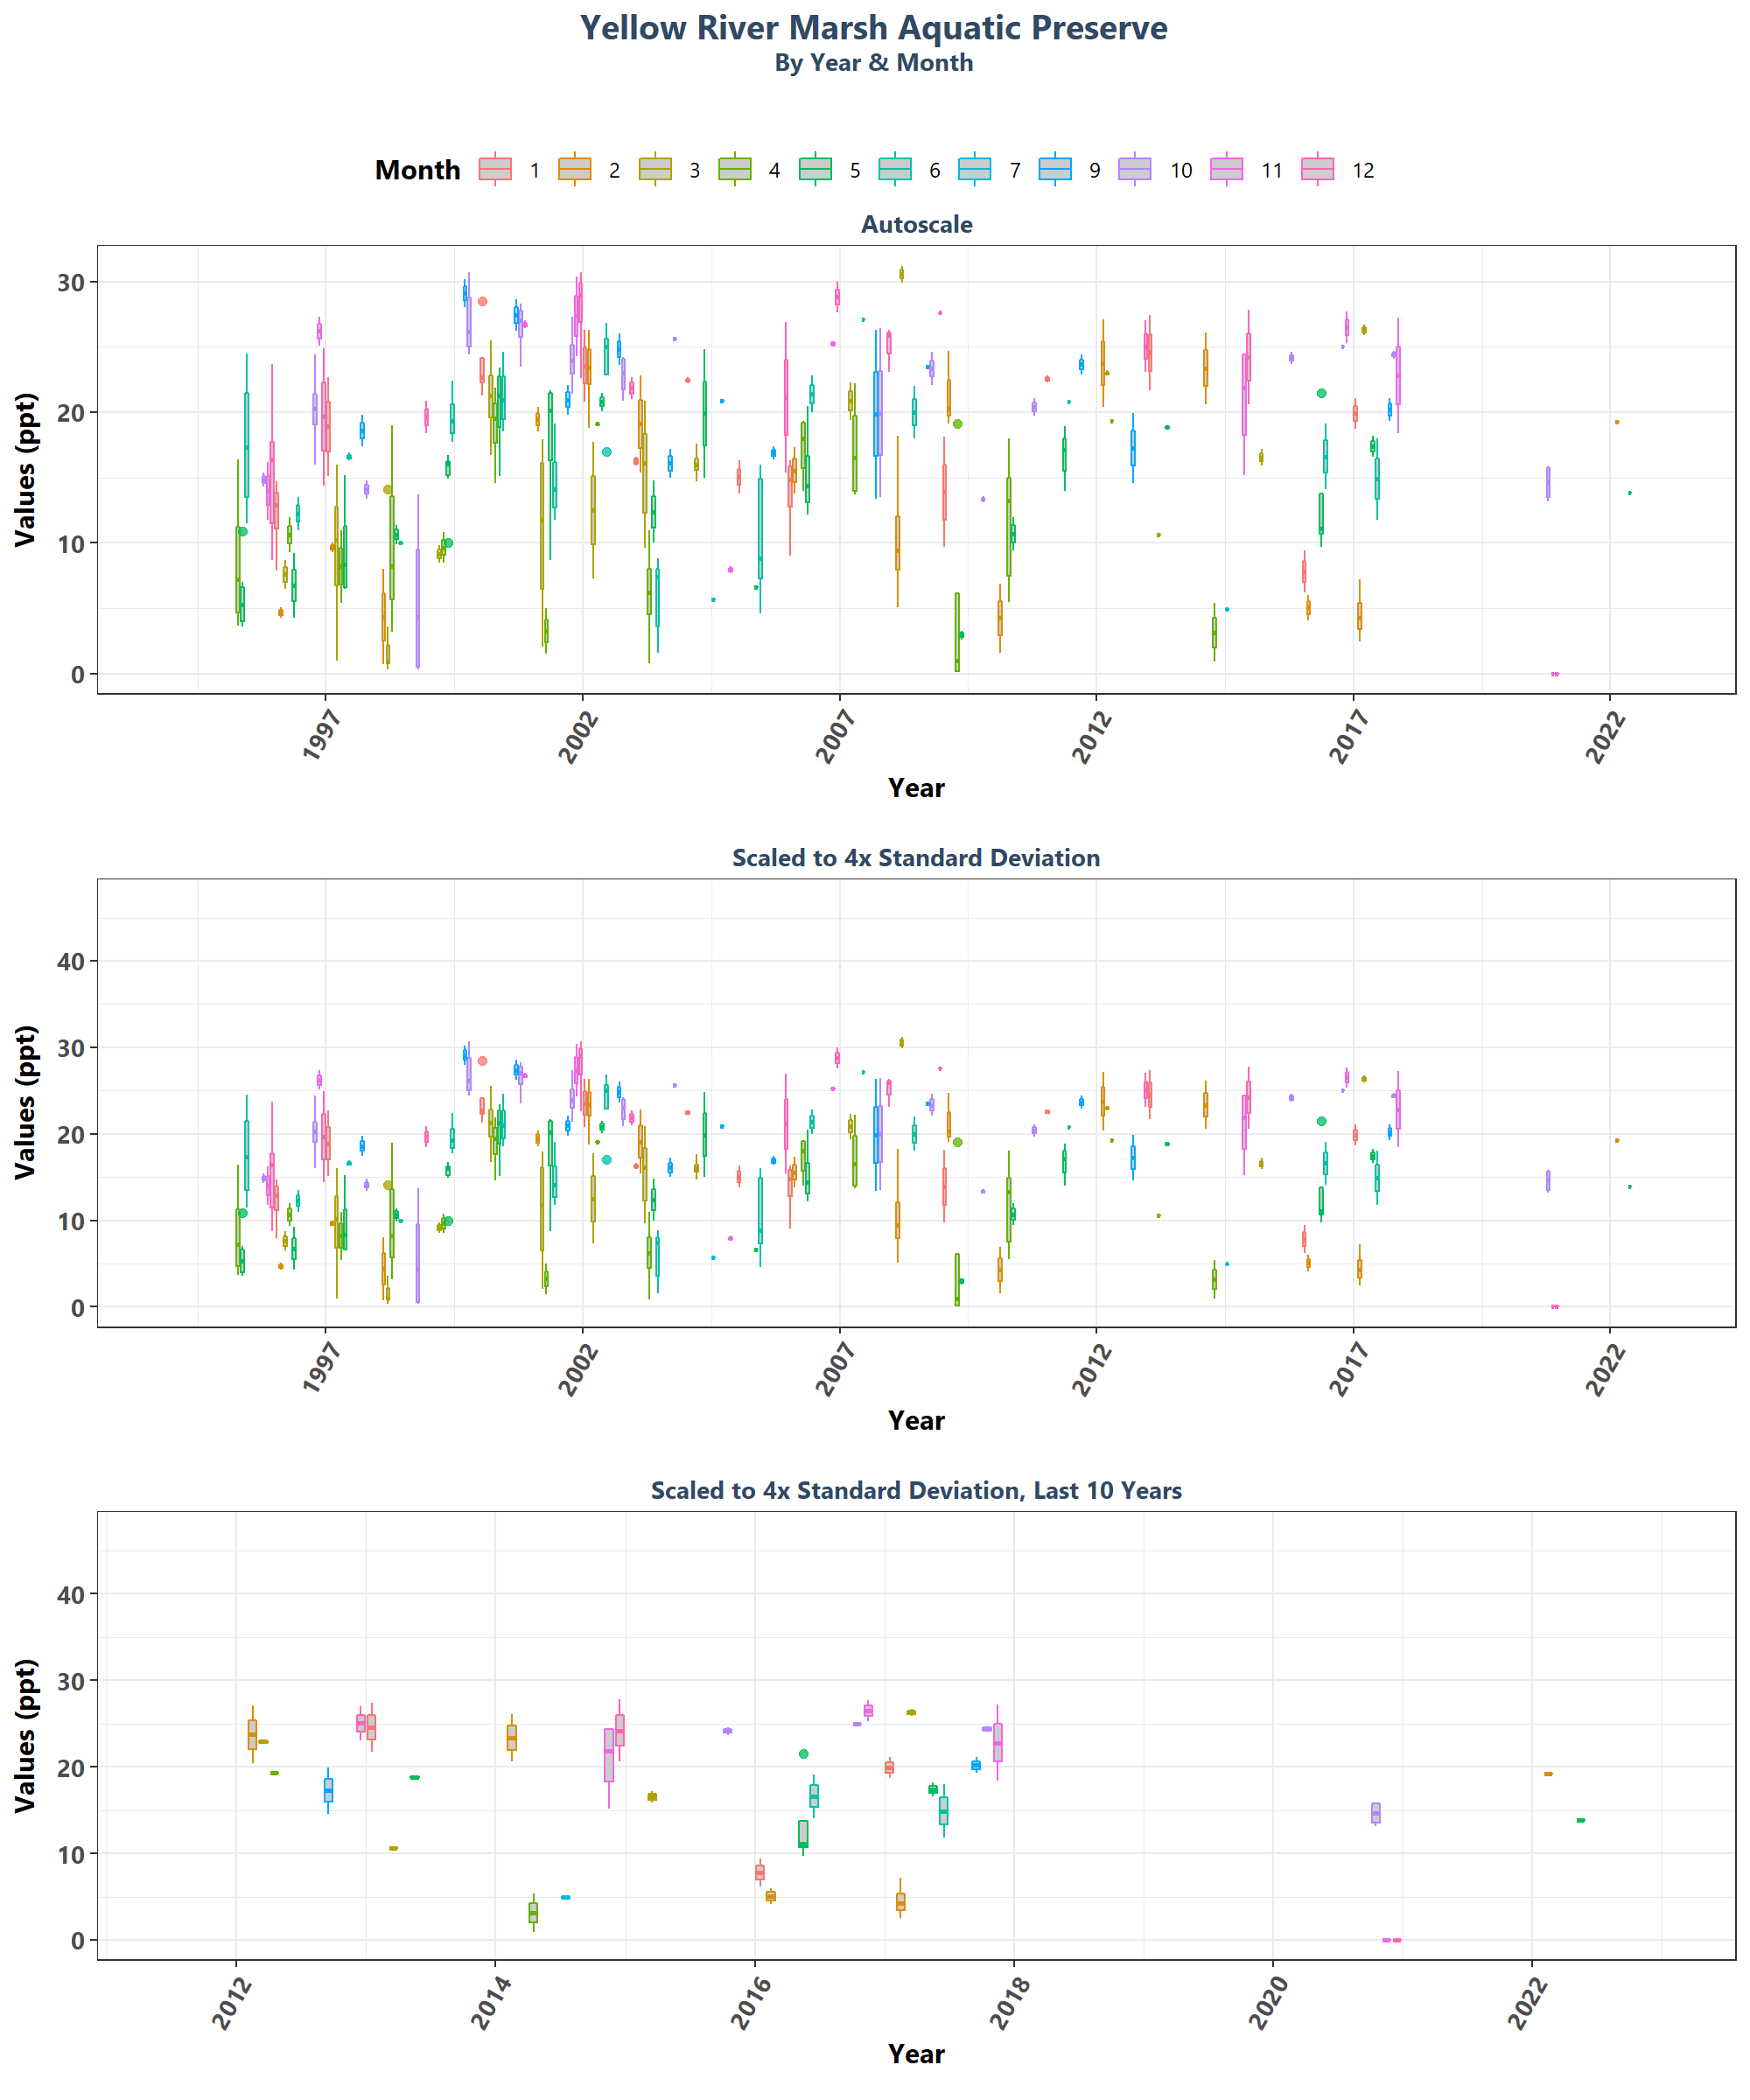 Yellow River Marsh Aquatic Preserve
By Year & Month
Month 1 2 3 4 5 6 7 9 10 11 12
Autoscale
Values (ppt)
30
20
10
0
1997 2002 2007 2012 2017 2022
Year
Scaled to 4x Standard Deviation
Values (ppt)
40
30
20
10
0
1997 2002 2007 2012 2017 2022
Year
Scaled to 4x Standard Deviation, Last 10 Years
Values (ppt)
40
30
20
10
0
2012 2014 2016 2018 2020 2022
Year